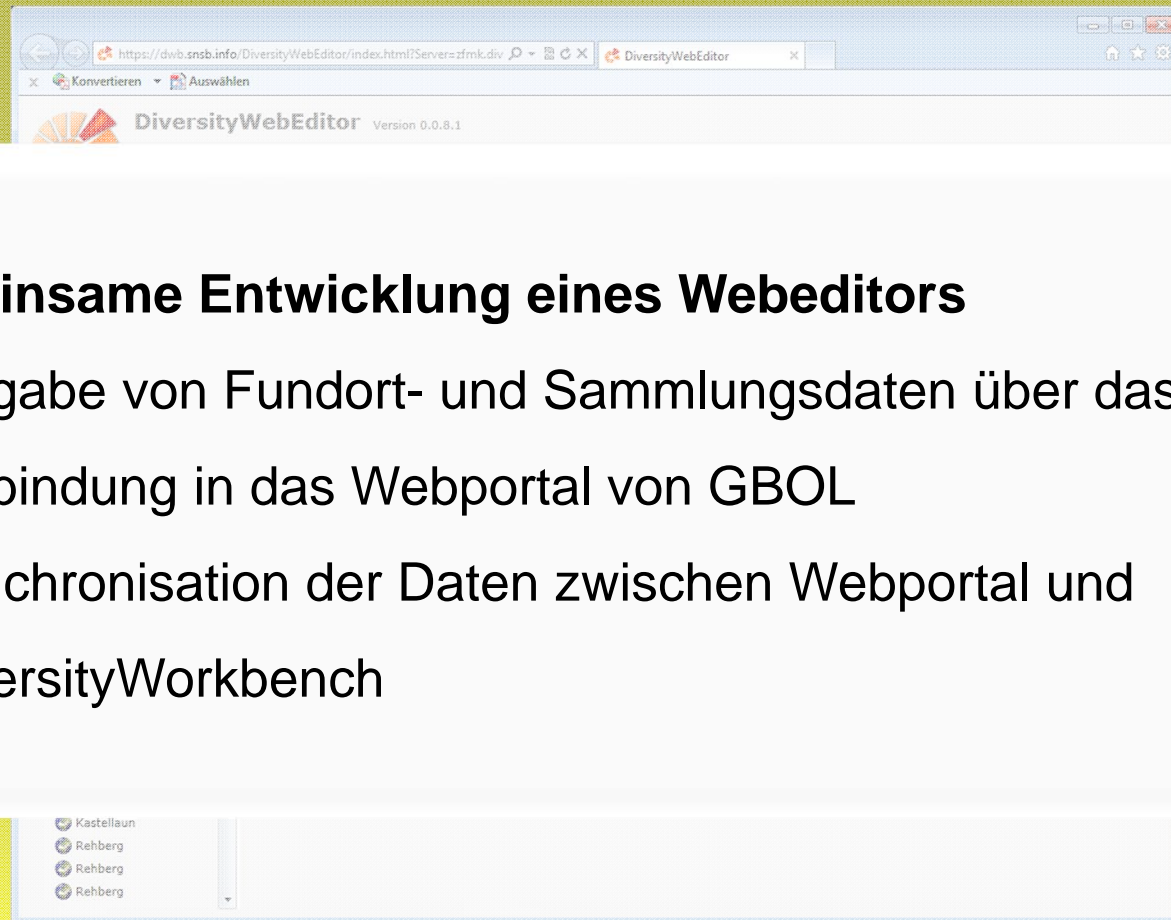 https://dwb.snsb.info/DiversityWebEditor/index.html?Server=zfmk.div
DiversityWebEditor
x Konvertieren Auswählen
DiversityWebEditor Version 0.0.8.1
insame Entwicklung eines Webeditors
gabe von Fundort- und Sammlungsdaten über das
bindung in das Webportal von GBOL
chronisation der Daten zwischen Webportal und
ersityWorkbench
Kastellaun
Rehberg
Rehberg
Rehberg